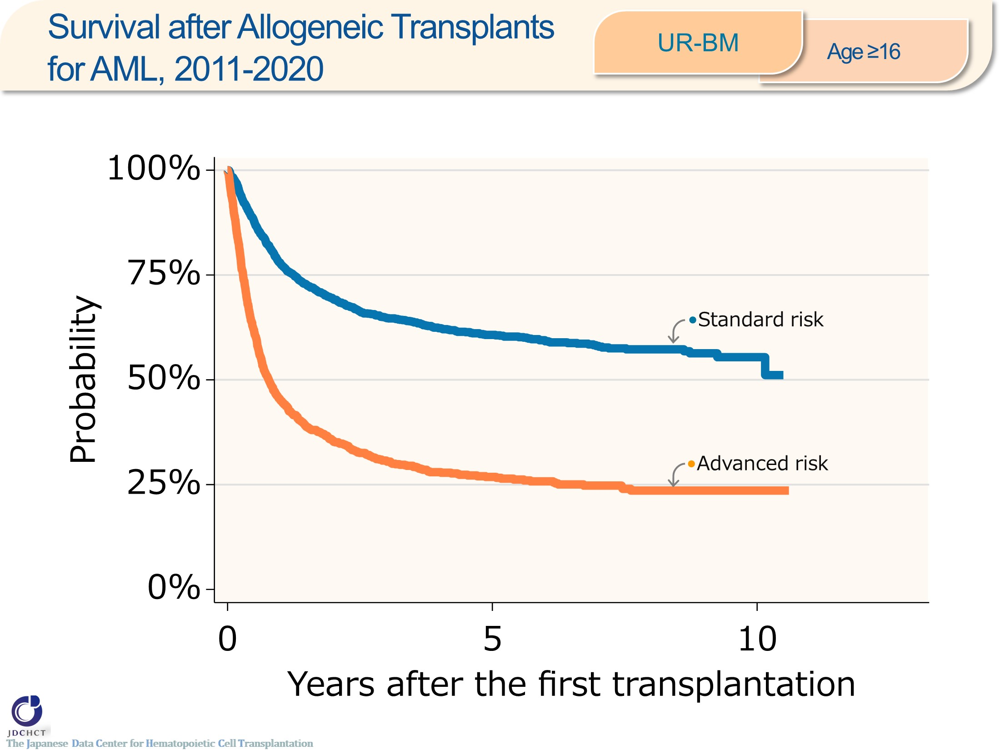 Survival after Allogeneic Transplants
for AML, 2011-2020
UR-BM
Age ≥16
100%
75%
50%
25%
0%
Probability
Standard risk
Advanced risk
0
5
10
Years after the first transplantation
JDCHCT
The Japanese Data Center for Hematopoietic Cell Transplantation